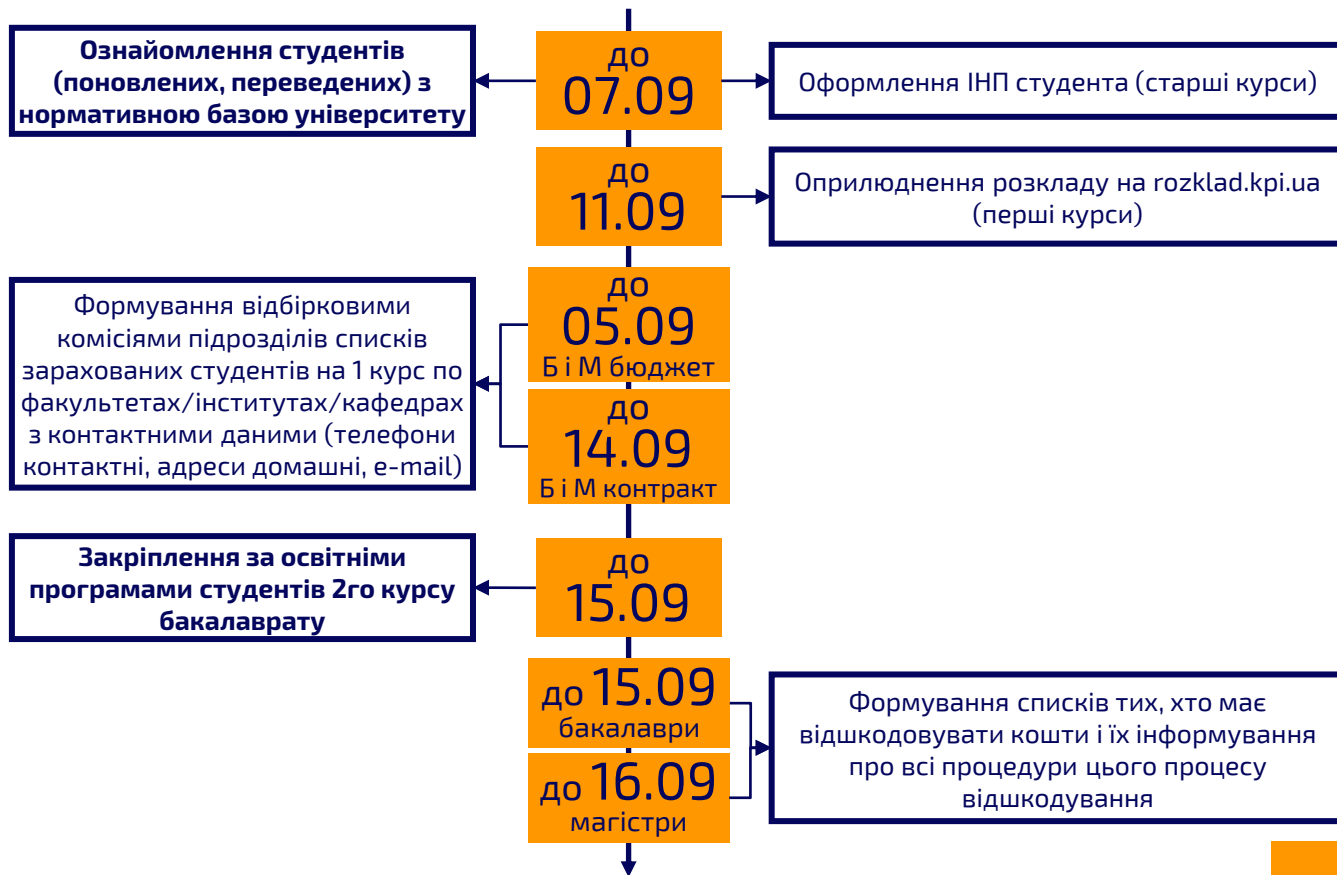 Ознайомлення студентів
(поновлених, переведених) з
нормативною базою університету
до
07.09
Оформлення ІНП студента (старші курси)
до
11.09
Оприлюднення розкладу на rozklad.kpi.ua
(перші курси)
Формування відбірковими
комісіями підрозділів списків
зарахованих студентів на 1 курс по
факультетах/інститутах/кафедрах
з контактними даними (телефони
контактні, адреси домашні, e-mail)
до
05.09
Б і М бюджет
до
14.09
Б і М контракт
Закріплення за освітніми
програмами студентів 2го курсу
бакалаврату
до
15.09
до 15.09
бакалаври
до 16.09
магістри
Формування списків тих, хто має
відшкодовувати кошти і їх інформування
про всі процедури цього процесу
відшкодування